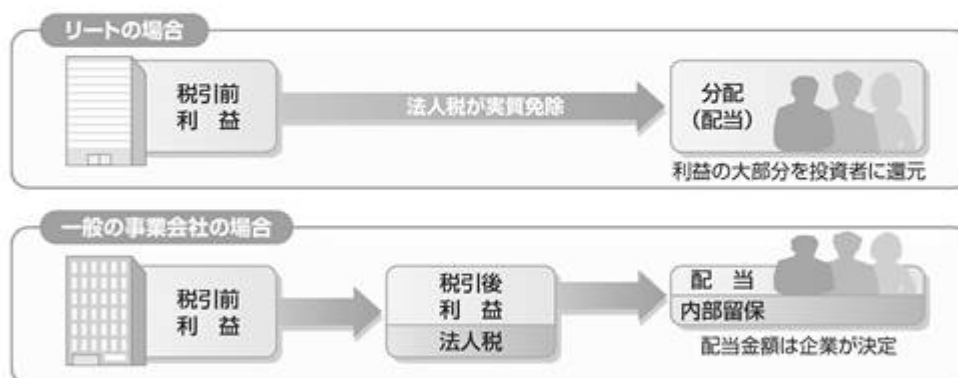 リートの場合
税引前
利　益
法人税が実質免除
分配
（配当）
利益の大部分を投資者に還元
一般の事業会社の場合
税引前
利　益
税引後
利　益
法人税
配　当
内部留保
配当金額は企業が決定